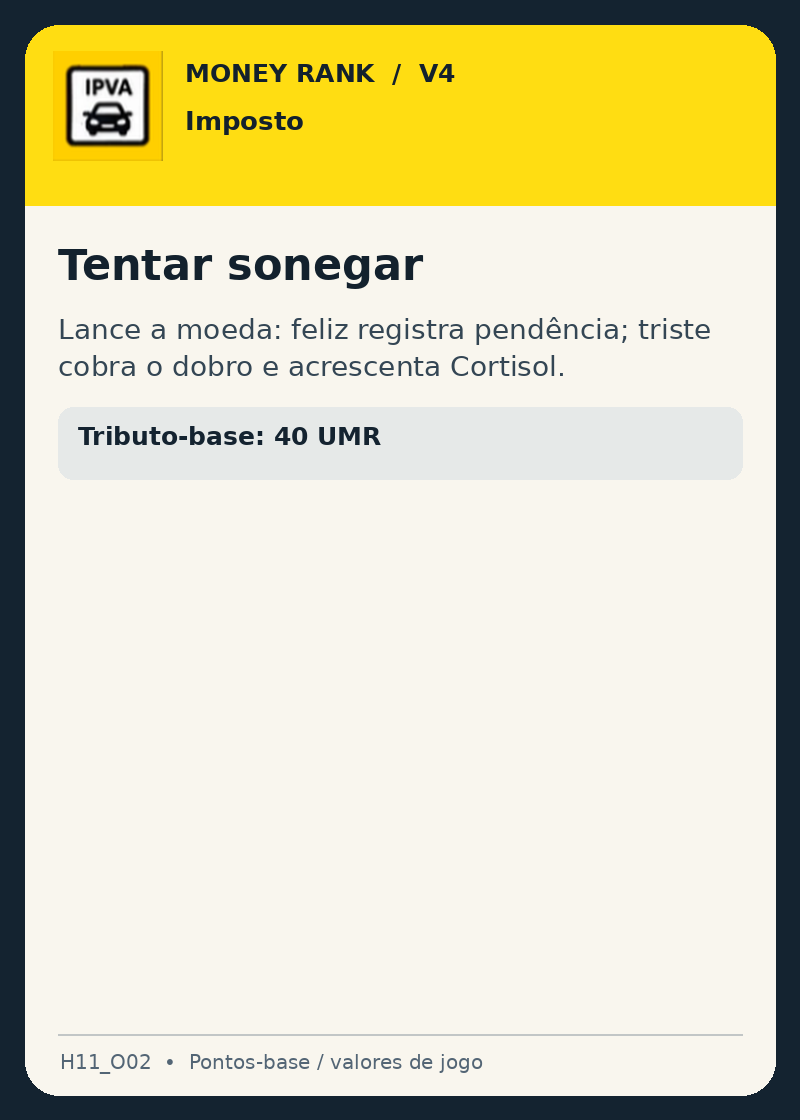 IPVA
MONEY RANK / V4
Imposto
Tentar sonegar
Lance a moeda: feliz registra pendência; triste
cobra o dobro e acrescenta Cortisol.
Tributo-base: 40 UMR
H11_O02 • Pontos-base / valores de jogo